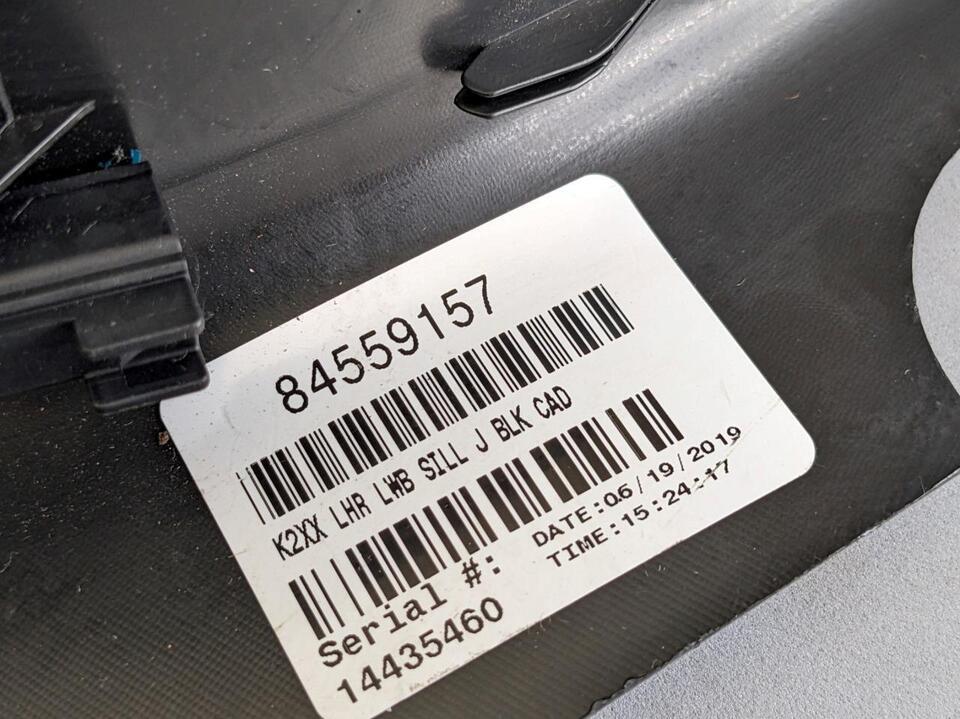 84559157
K2XX LHR LWB SILL J BLK CAD
Serial #:
14435460
DATE:06/19/2019
TIME:15:24:17